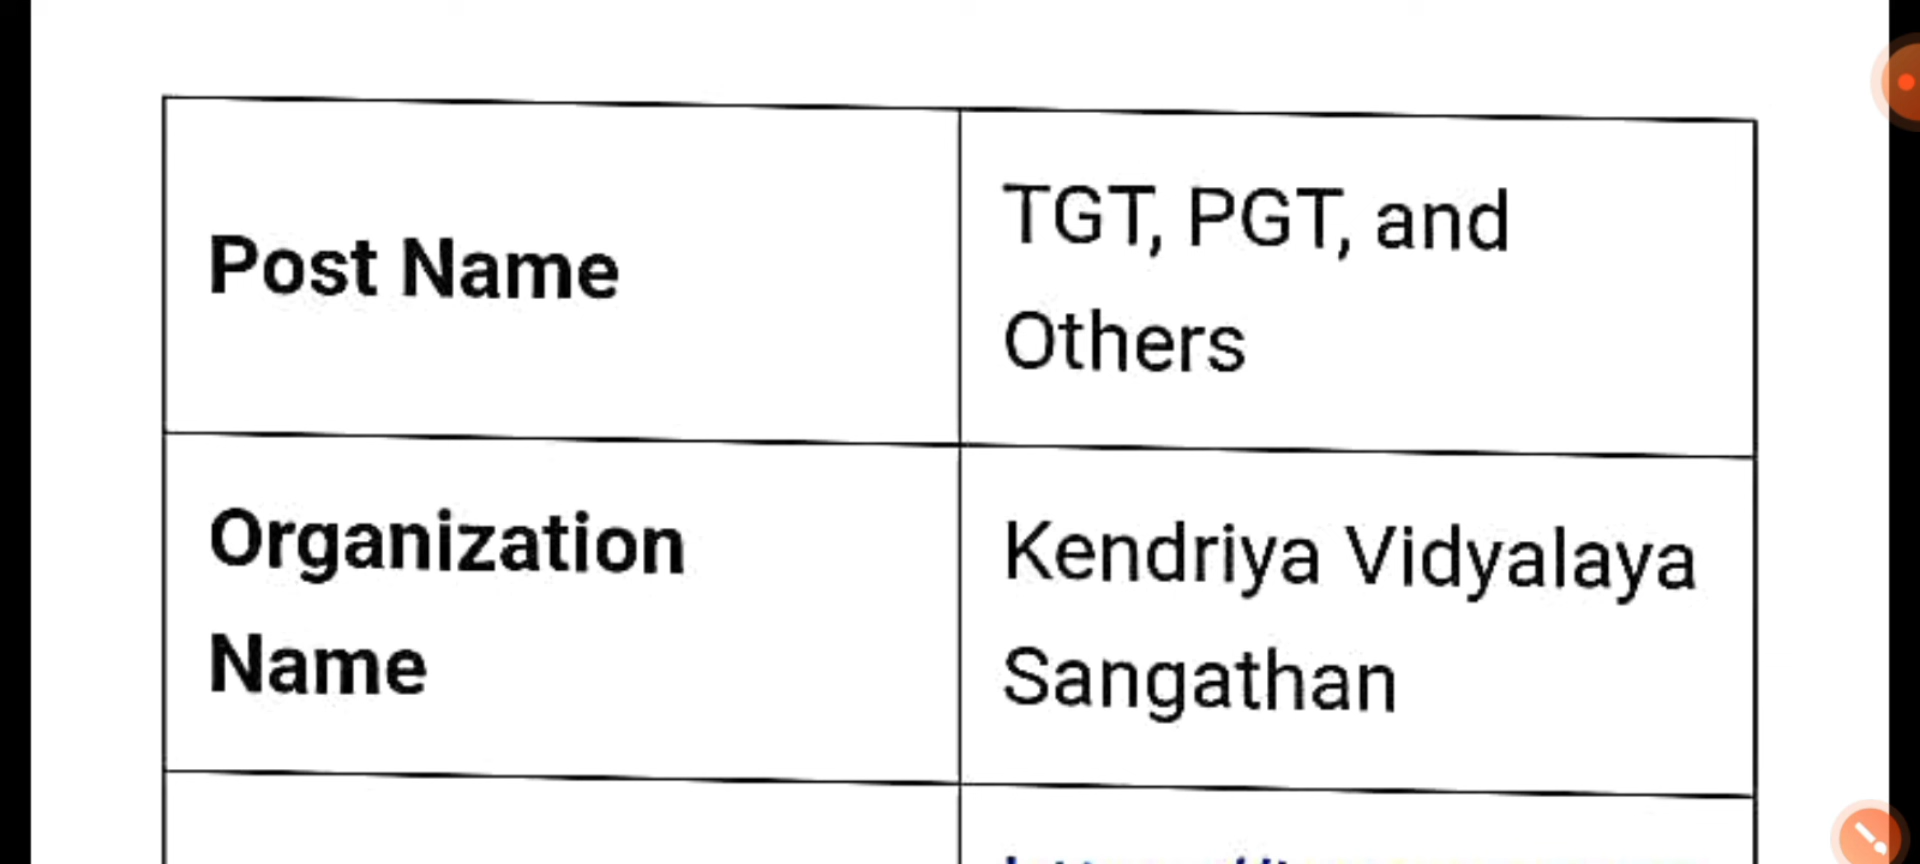 Post Name
TGT, PGT, and
Others
Organization
Name
Kendriya Vidyalaya
Sangathan